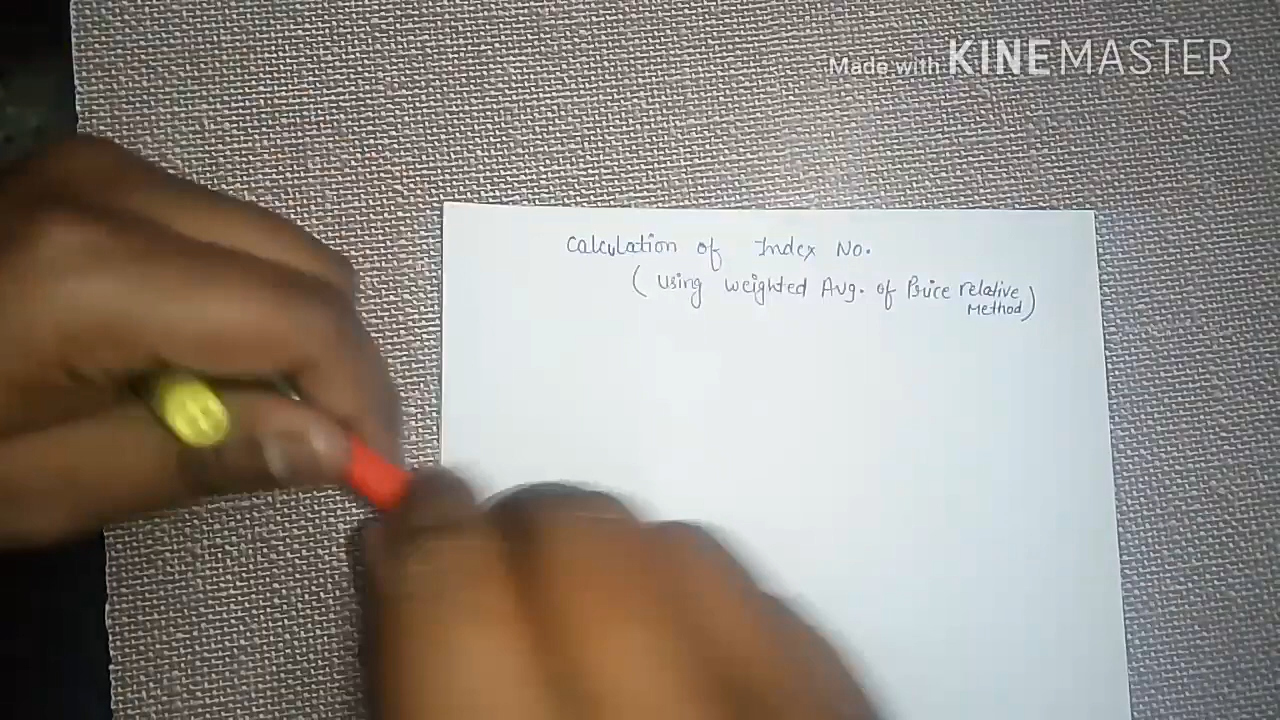 Made with KINEMASTER
Calculation of Index No.
(using weighted Avg. of Price relative
Method)